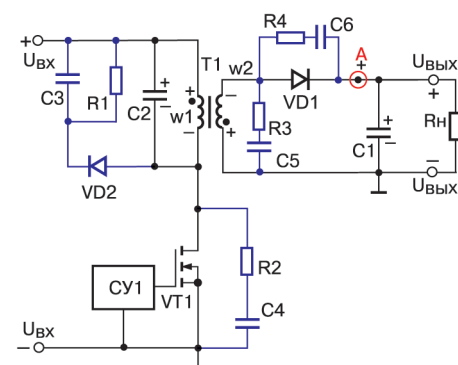 R4
C6
A
+
UВЫХ
+
+
UВХ
T1
w2
VD1
C3
R1
+
–
C2
+
w1
–
–
+
R3
C5
+
–
C1
RН
–
UВЫХ
VD2
R2
СУ1
VT1
C4
UВХ
–